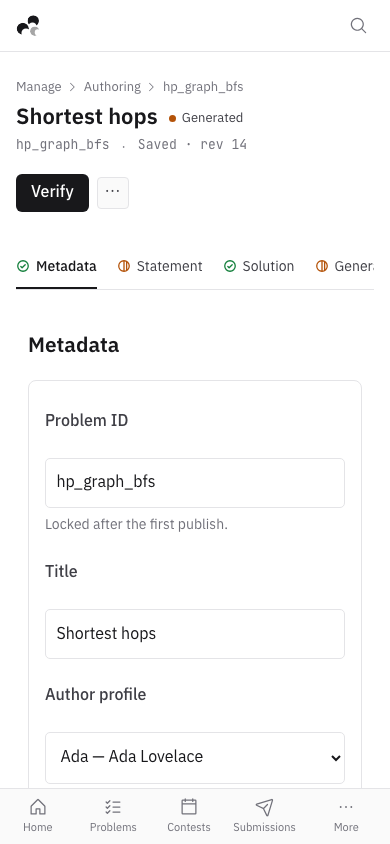 Manage > Authoring > hp_graph_bfs
Shortest hops Generated
hp_graph_bfs . Saved · rev 14
Verify ···
Metadata Statement Solution Genera
Metadata
Problem ID
hp_graph_bfs
Locked after the first publish.
Title
Shortest hops
Author profile
Ada — Ada Lovelace
Home Problems Contests Submissions More